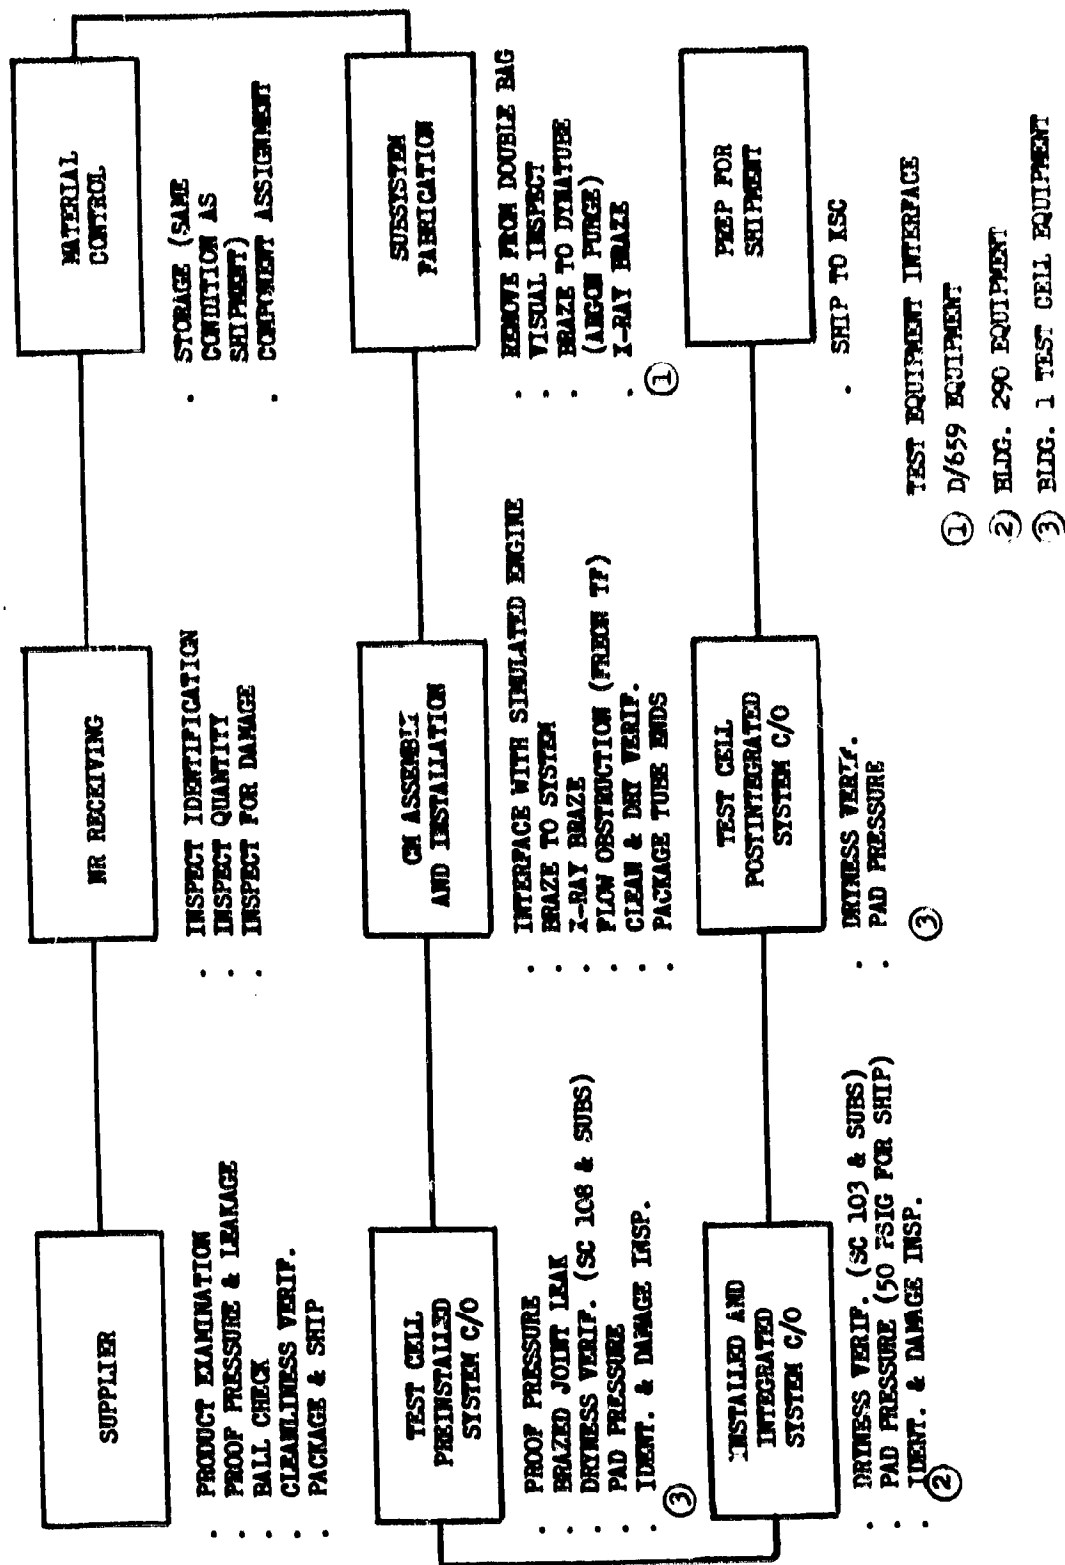 SUPPLIER
. PRODUCT EXAMINATION
. PROOF PRESSURE & LEAKAGE
. BALL CHECK
. CLEANLINESS VERIF.
. PACKAGE & SHIP
NR RECEIVING
. INSPECT IDENTIFICATION
. INSPECT QUANTITY
. INSPECT FOR DAMAGE
MATERIAL
CONTROL
. STORAGE (SAME
CONDITION AS
SHIPMENT)
. COMPONENT ASSIGNMENT
SUBSYSTEM
FABRICATION
. REMOVE FROM DOUBLE BAG
. VISUAL INSPECT
. BRAZE TO DYNATUBE
(ARGON PURGE)
. X-RAY BRAZE
①
CM ASSEMBLY
AND INSTALLATION
. INTERFACE WITH SIMULATED ENGINE
. BRAZE TO SYSTEM
. X-RAY BRAZE
. FLOW OBSTRUCTION (FREON TF)
. CLEAN & DRY VERIF.
. PACKAGE TUBE ENDS
TEST CELL
PREINSTALLED
SYSTEM C/O
. PROOF PRESSURE
. BRAZED JOINT LEAK
. DRYNESS VERIF. (SC 108 & SUBS)
. PAD PRESSURE
. IDENT. & DAMAGE INSP.
③
INSTALLED AND
INTEGRATED
SYSTEM C/O
. DRYNESS VERIF. (SC 103 & SUBS)
. PAD PRESSURE (50 PSIG FOR SHIP)
. IDENT. & DAMAGE INSP.
②
TEST CELL
POSTINTEGRATED
SYSTEM C/O
. DRYNESS VERIF.
. PAD PRESSURE
③
PREP FOR
SHIPMENT
. SHIP TO KSC
TEST EQUIPMENT INTERFACE
① D/659 EQUIPMENT
② BLDG. 290 EQUIPMENT
③ BLDG. 1 TEST CELL EQUIPMENT